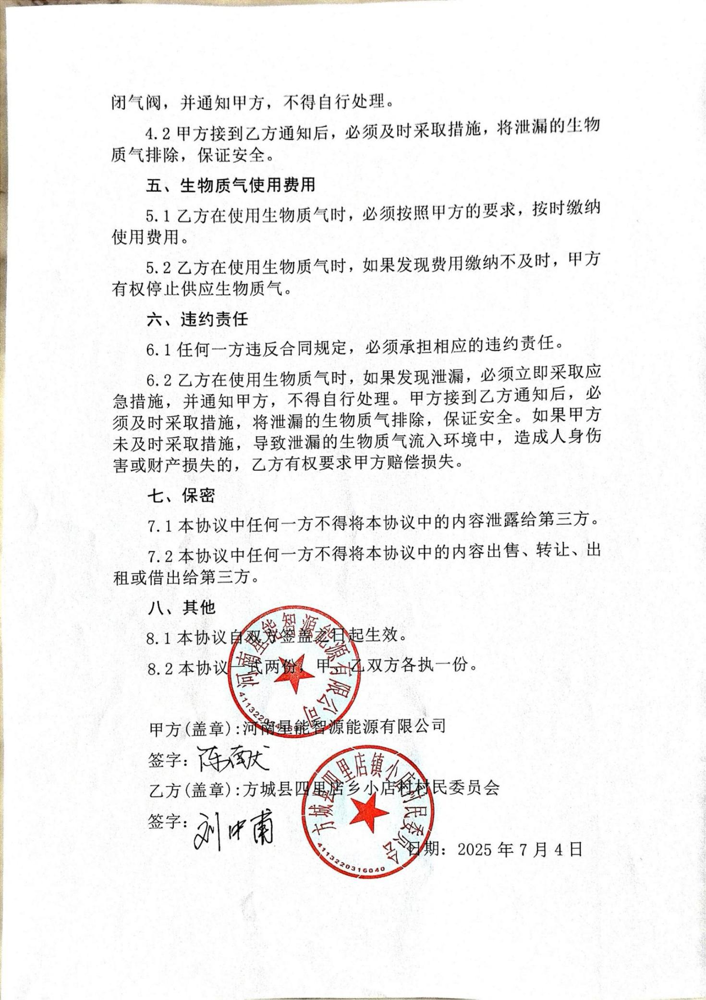 闭气阀，并通知甲方，不得自行处理。
4.2 甲方接到乙方通知后，必须及时采取措施，将泄漏的生物
质气排除，保证安全。
五、生物质气使用费用
5.1 乙方在使用生物质气时，必须按照甲方的要求，按时缴纳
使用费用。
5.2 乙方在使用生物质气时，如果发现费用缴纳不及时，甲方
有权停止供应生物质气。
六、违约责任
6.1 任何一方违反合同规定，必须承担相应的违约责任。
6.2 乙方在使用生物质气时，如果发现泄漏，必须立即采取应
急措施，并通知甲方，不得自行处理。甲方接到乙方通知后，必
须及时采取措施，将泄漏的生物质气排除，保证安全。如果甲方
未及时采取措施，导致泄漏的生物质气流入环境中，造成人身伤
害或财产损失的，乙方有权要求甲方赔偿损失。
七、保密
7.1 本协议中任何一方不得将本协议中的内容泄露给第三方。
7.2 本协议中任何一方不得将本协议中的内容出售、转让、出
租或借出给第三方。
八、其他
8.1 本协议自双方签盖之日起生效。
8.2 本协议一式两份，甲、乙双方各执一份。
河南星能智源能源有限公司
甲方(盖章):河南星能智源能源有限公司
签字：陈
乙方(盖章):方城县四里店乡小店村村民委员会
签字：刘中甫
方城县四里店镇小店村村民委员会
4113220316040
日期：2025 年 7 月 4 日